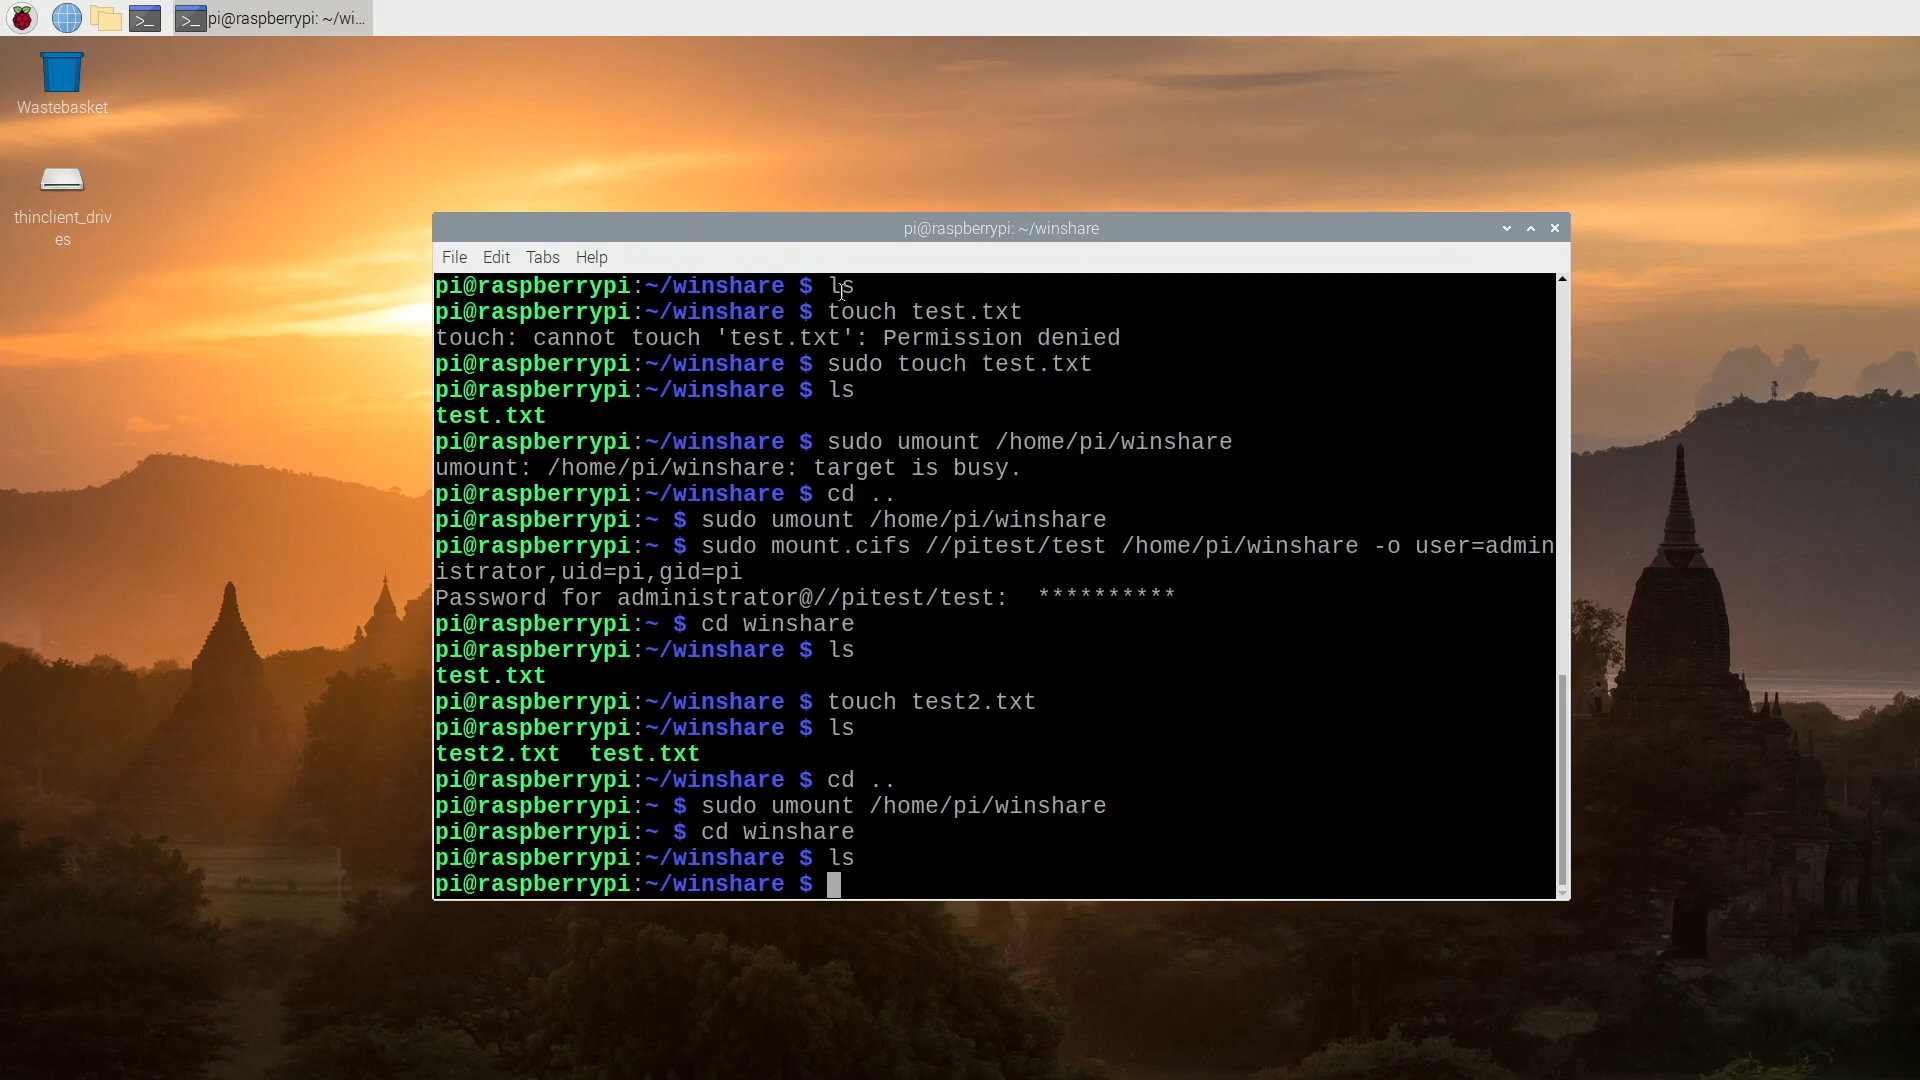 pi@raspberrypi: ~/wi...
Wastebasket
thinclient_driv
es
pi@raspberrypi: ~/winshare
File Edit Tabs Help
pi@raspberrypi:~/winshare $ ls
pi@raspberrypi:~/winshare $ touch test.txt
touch: cannot touch 'test.txt': Permission denied
pi@raspberrypi:~/winshare $ sudo touch test.txt
pi@raspberrypi:~/winshare $ ls
test.txt
pi@raspberrypi:~/winshare $ sudo umount /home/pi/winshare
umount: /home/pi/winshare: target is busy.
pi@raspberrypi:~/winshare $ cd ..
pi@raspberrypi:~ $ sudo umount /home/pi/winshare
pi@raspberrypi:~ $ sudo mount.cifs //pitest/test /home/pi/winshare -o user=admin
istrator,uid=pi,gid=pi
Password for administrator@//pitest/test:  **********
pi@raspberrypi:~ $ cd winshare
pi@raspberrypi:~/winshare $ ls
test.txt
pi@raspberrypi:~/winshare $ touch test2.txt
pi@raspberrypi:~/winshare $ ls
test2.txt  test.txt
pi@raspberrypi:~/winshare $ cd ..
pi@raspberrypi:~ $ sudo umount /home/pi/winshare
pi@raspberrypi:~ $ cd winshare
pi@raspberrypi:~/winshare $ ls
pi@raspberrypi:~/winshare $